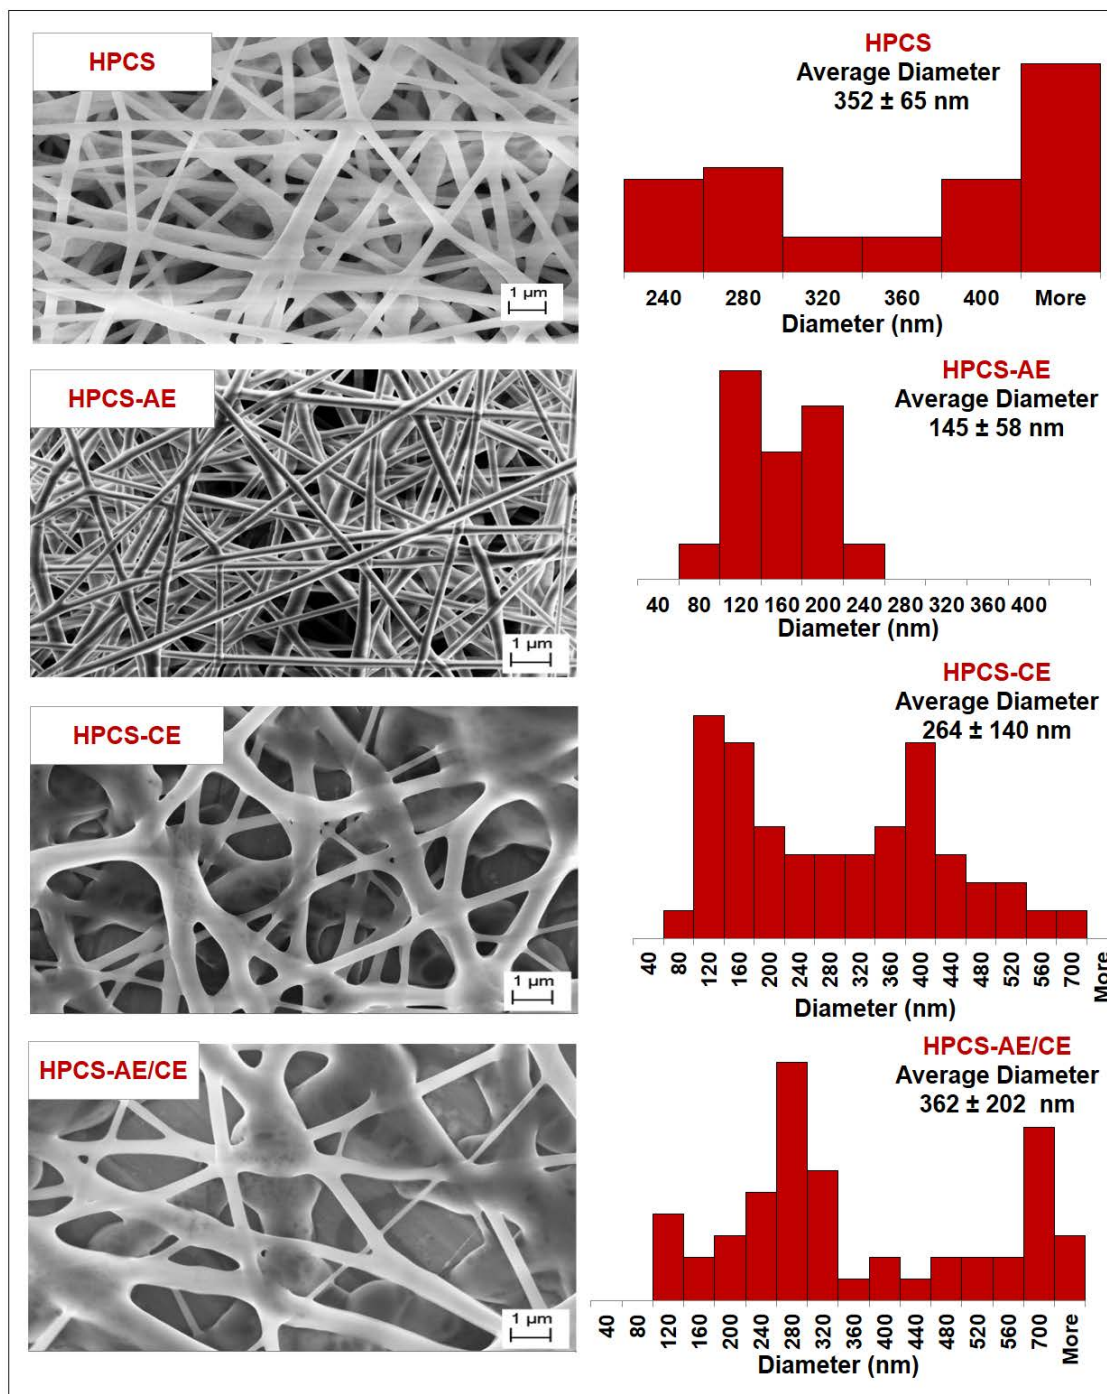 HPCS
1 µm
HPCS
Average Diameter
352 ± 65 nm
240 280 320 360 400 More
Diameter (nm)
HPCS-AE
1 µm
HPCS-AE
Average Diameter
145 ± 58 nm
40 80 120 160 200 240 280 320 360 400
Diameter (nm)
HPCS-CE
1 µm
HPCS-CE
Average Diameter
264 ± 140 nm
40 80 120 160 200 240 280 320 360 400 440 480 520 560 700 More
Diameter (nm)
HPCS-AE/CE
1 µm
HPCS-AE/CE
Average Diameter
362 ± 202 nm
40 80 120 160 200 240 280 320 360 400 440 520 560 700 More
Diameter (nm)